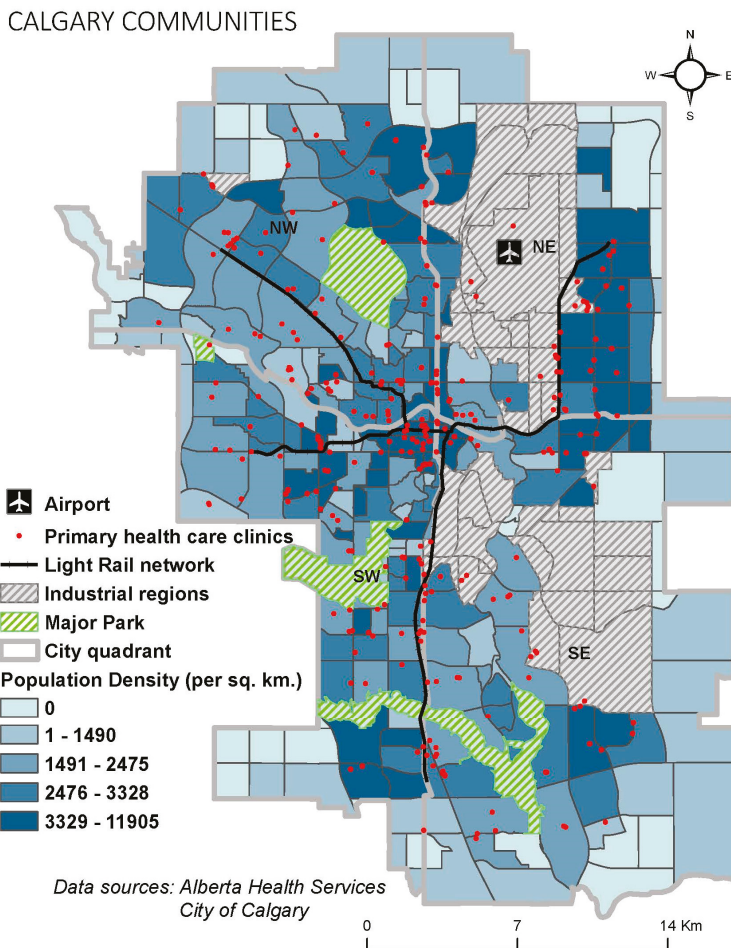 CALGARY COMMUNITIES
N
W
E
S
NW
NE
SW
SE
Airport
Primary health care clinics
Light Rail network
Industrial regions
Major Park
City quadrant
Population Density (per sq. km.)
0
1 - 1490
1491 - 2475
2476 - 3328
3329 - 11905
Data sources: Alberta Health Services
City of Calgary
0 7 14 Km